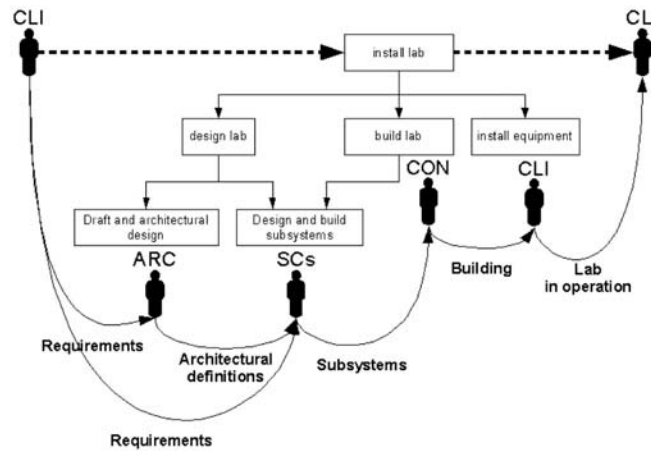 CLI
CL
install lab
design lab
build lab
install equipment
CON
CLI
Draft and architectural
design
Design and build
subsystems
ARC
SCs
Building
Lab
in operation
Requirements
Architectural
definitions
Subsystems
Requirements